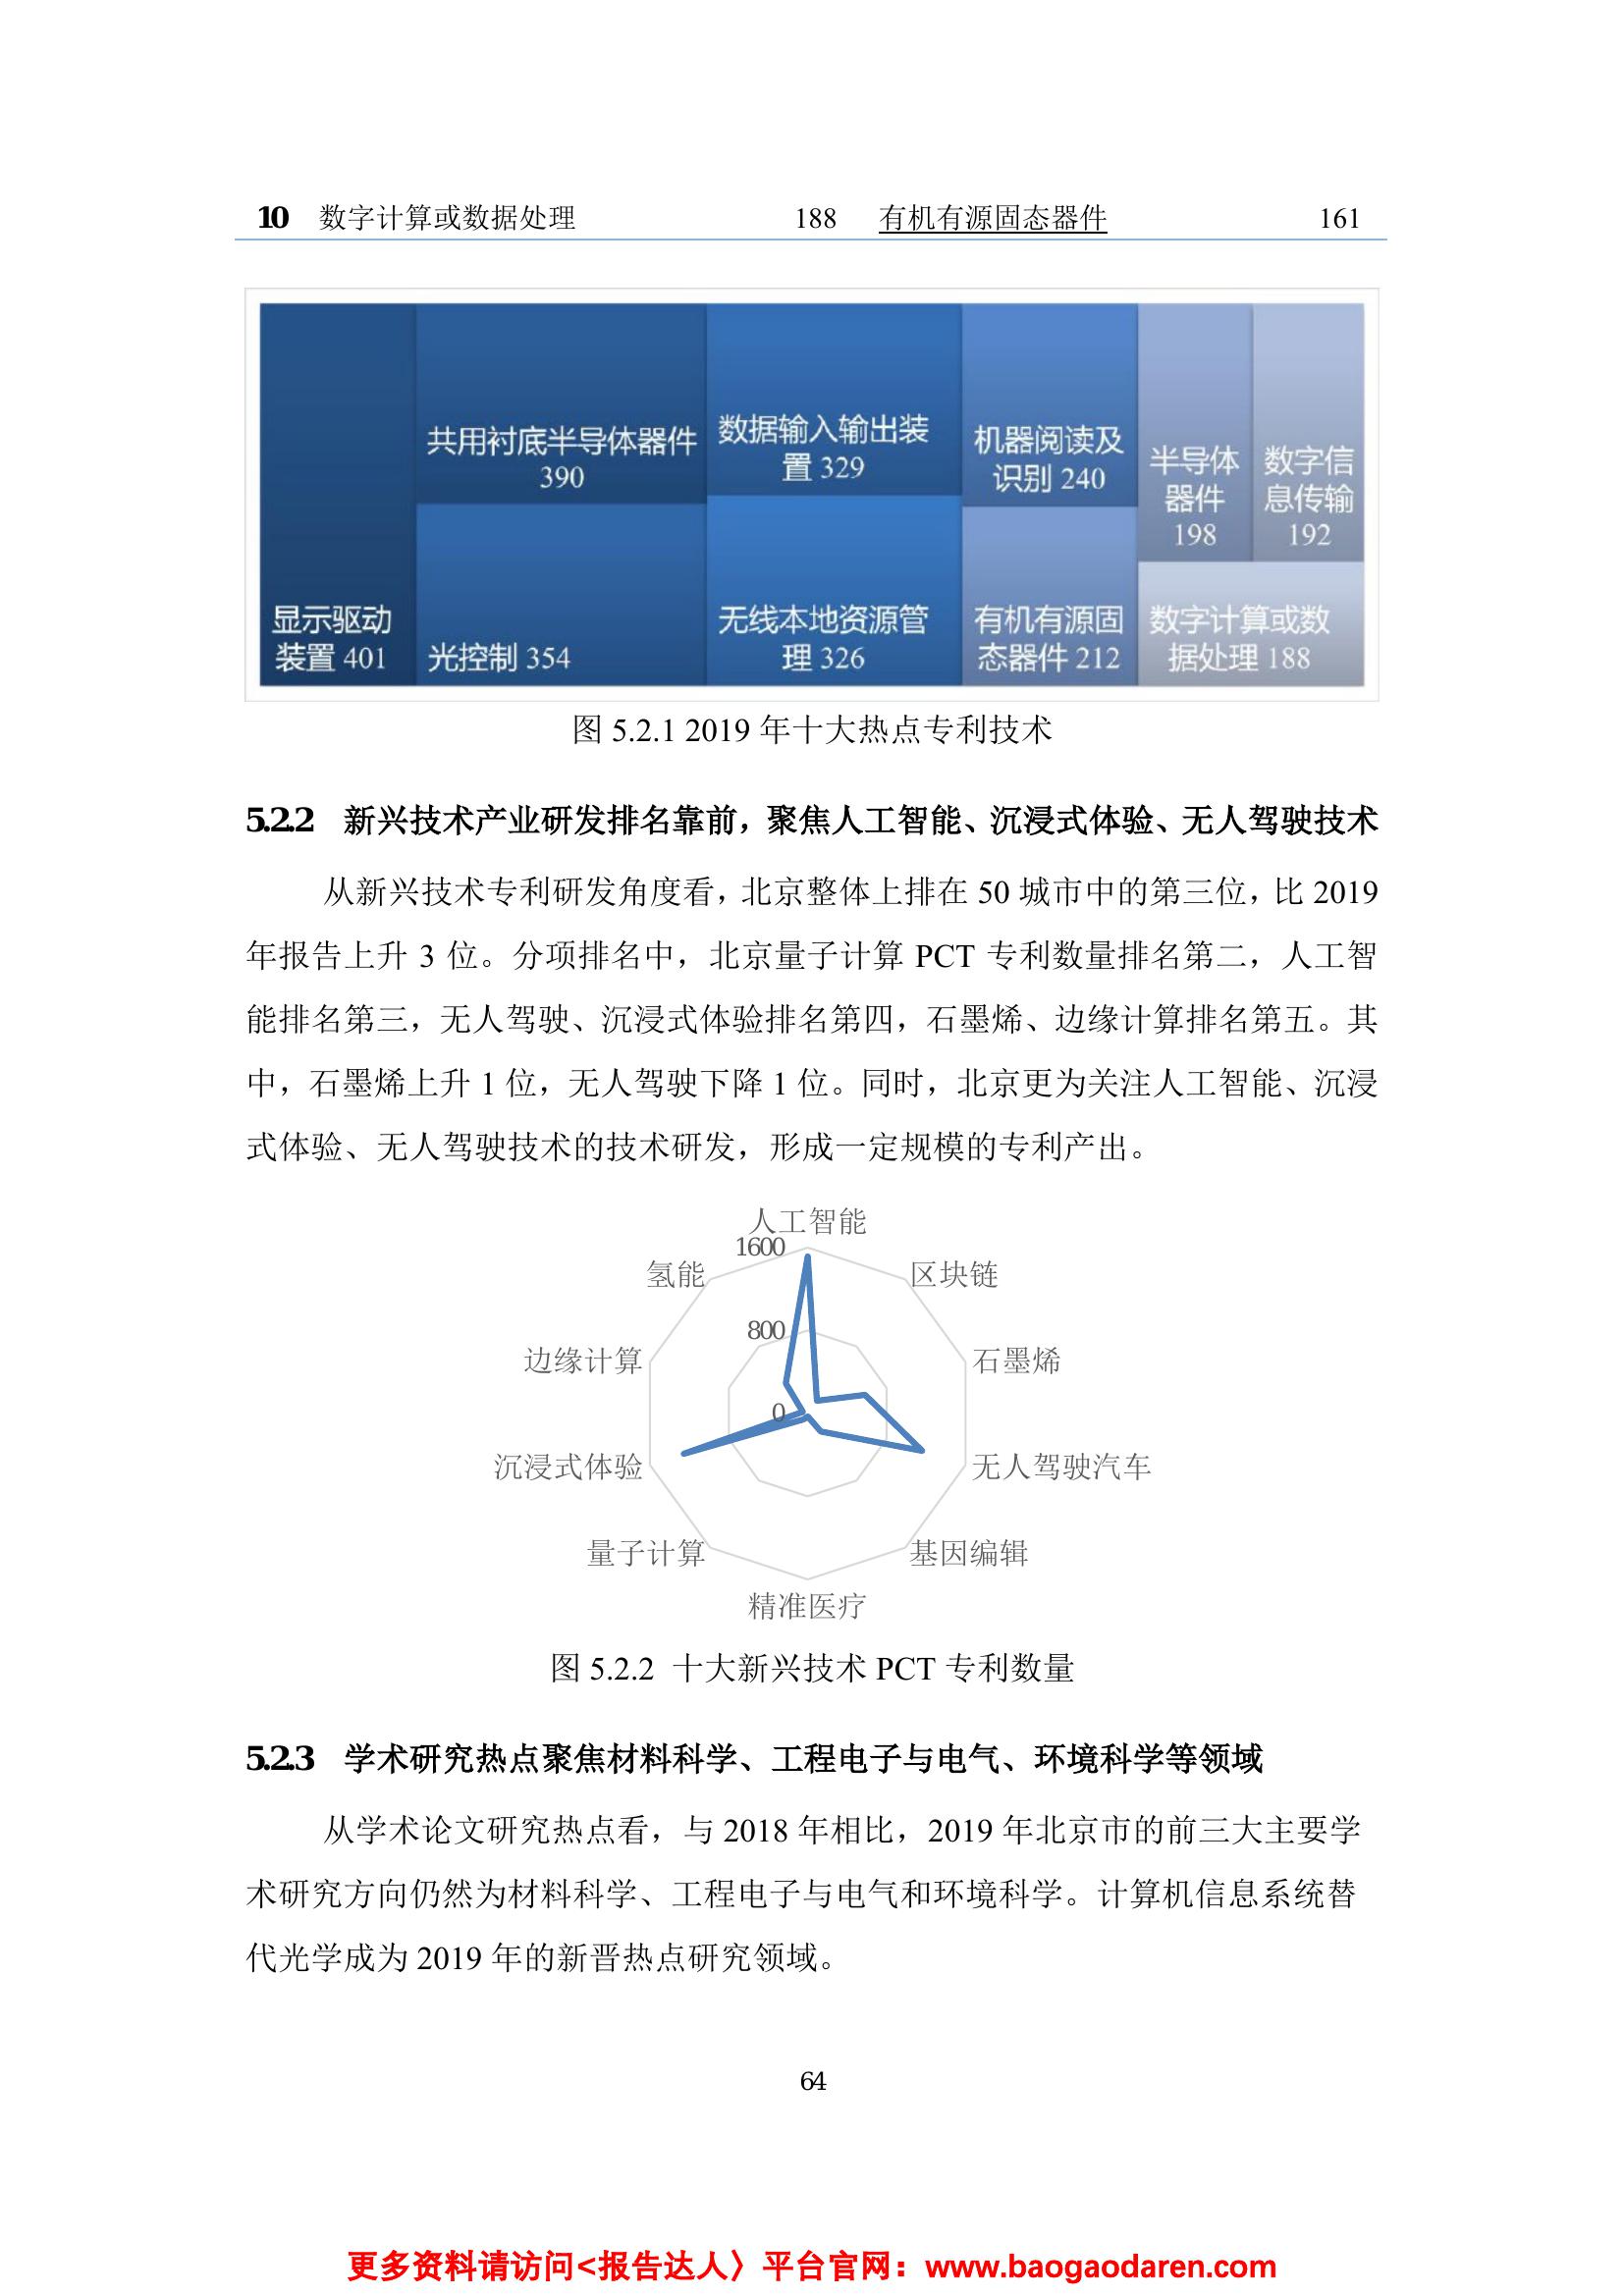 10 数字计算或数据处理 188 有机有源固态器件 161
共用衬底半导体器件
390
数据输入输出装
置 329
机器阅读及
识别 240
半导体
器件
198
数字信
息传输
192
显示驱动
装置 401
光控制 354
无线本地资源管
理 326
有机有源固
态器件 212
数字计算或数
据处理 188
图 5.2.1 2019 年十大热点专利技术
5.2.2 新兴技术产业研发排名靠前，聚焦人工智能、沉浸式体验、无人驾驶技术
从新兴技术专利研发角度看，北京整体上排在 50 城市中的第三位，比 2019
年报告上升 3 位。分项排名中，北京量子计算 PCT 专利数量排名第二，人工智
能排名第三，无人驾驶、沉浸式体验排名第四，石墨烯、边缘计算排名第五。其
中，石墨烯上升 1 位，无人驾驶下降 1 位。同时，北京更为关注人工智能、沉浸
式体验、无人驾驶技术的技术研发，形成一定规模的专利产出。
人工智能
1600
氢能
区块链
800
边缘计算
石墨烯
0
沉浸式体验
无人驾驶汽车
量子计算
基因编辑
精准医疗
图 5.2.2 十大新兴技术 PCT 专利数量
5.2.3 学术研究热点聚焦材料科学、工程电子与电气、环境科学等领域
从学术论文研究热点看，与 2018 年相比，2019 年北京市的前三大主要学
术研究方向仍然为材料科学、工程电子与电气和环境科学。计算机信息系统替
代光学成为 2019 年的新晋热点研究领域。
64
更多资料请访问<报告达人〉平台官网：www.baogaodaren.com